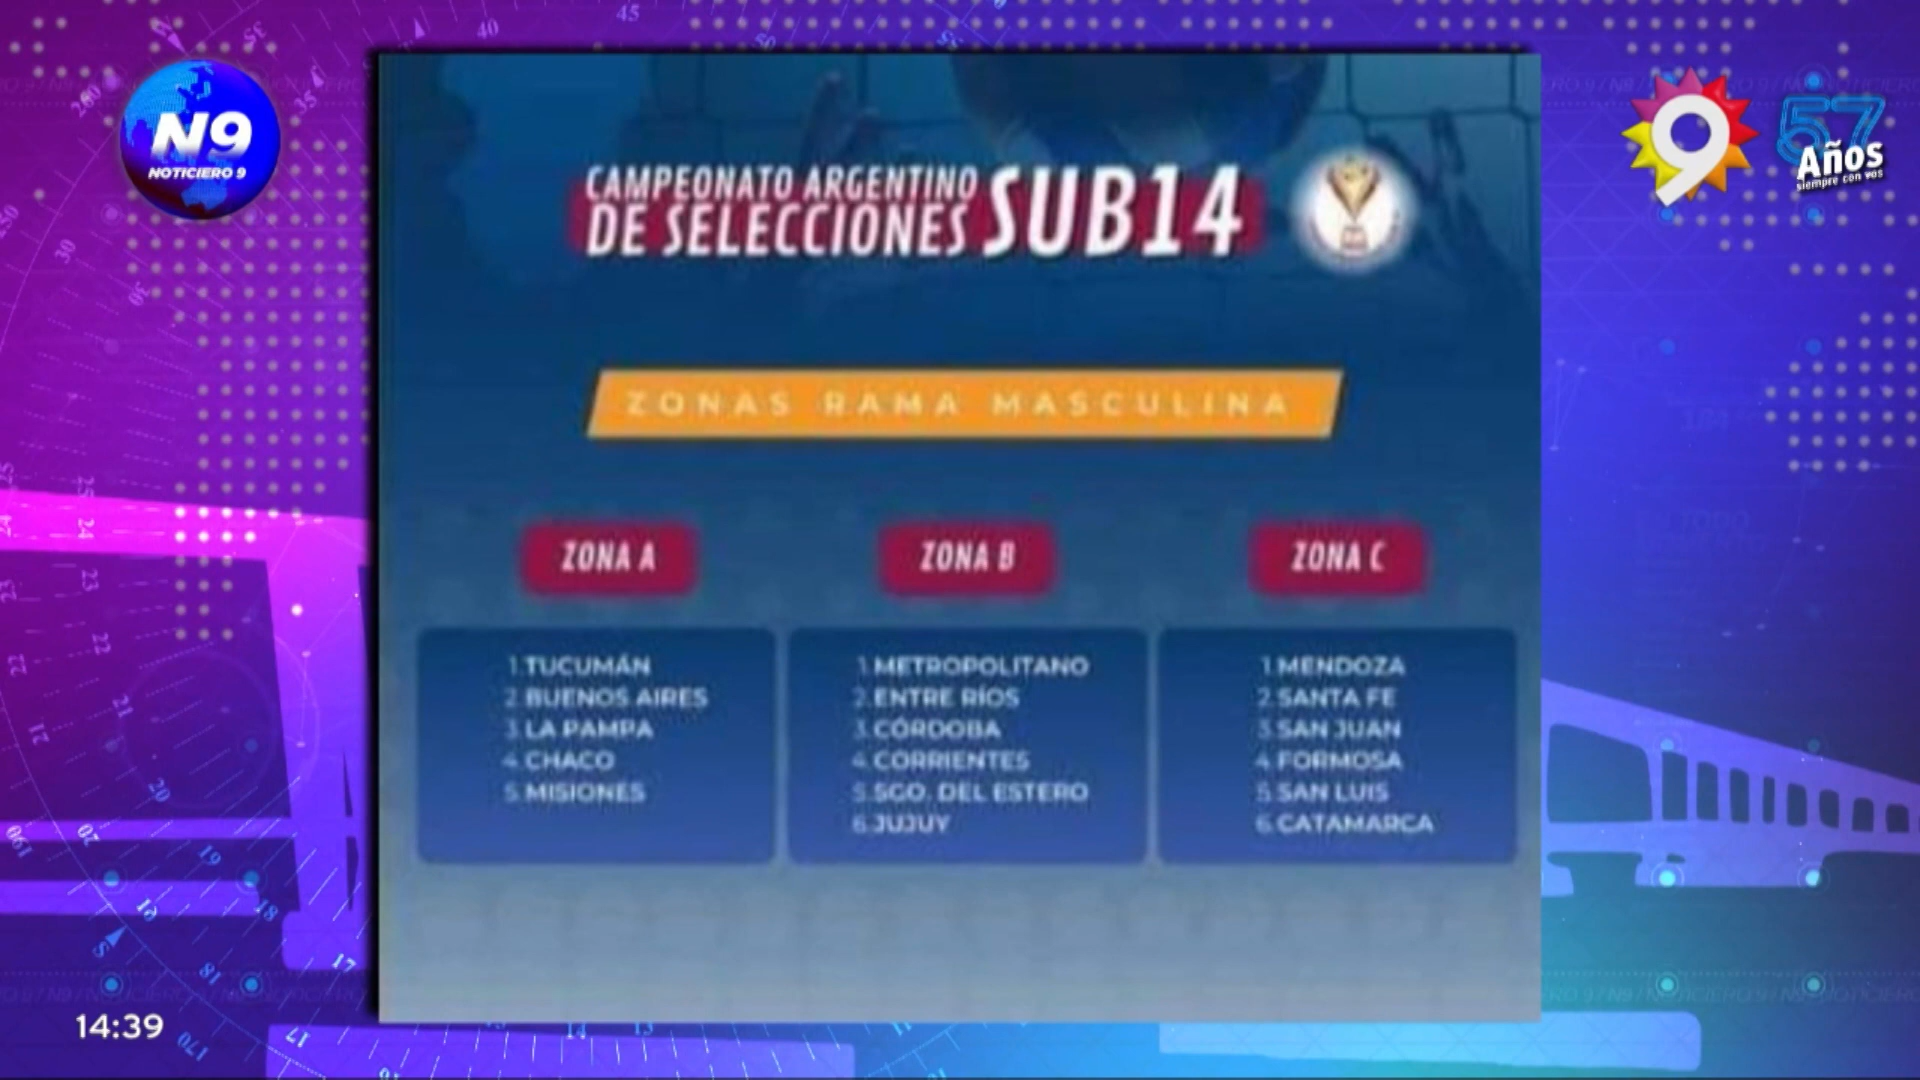 N9
NOTICIERO 9
9
57
Años
siempre con vos
CAMPEONATO ARGENTINO
DE SELECCIONES SUB14
ZONAS RAMA MASCULINA
ZONA A
1.TUCUMÁN
2.BUENOS AIRES
3.LA PAMPA
4.CHACO
5.MISIONES
ZONA B
1.METROPOLITANO
2.ENTRE RÍOS
3.CÓRDOBA
4.CORRIENTES
5.SGO. DEL ESTERO
6.JUJUY
ZONA C
1.MENDOZA
2.SANTA FE
3.SAN JUAN
4.FORMOSA
5.SAN LUIS
6.CATAMARCA
14:39